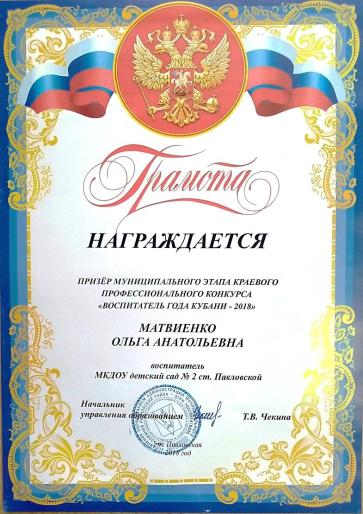 Грамота
НАГРАЖДАЕТСЯ
ПРИЗЁР МУНИЦИПАЛЬНОГО ЭТАПА КРАЕВОГО
ПРОФЕССИОНАЛЬНОГО КОНКУРСА
«ВОСПИТАТЕЛЬ ГОДА КУБАНИ - 2018»
МАТВИЕНКО
ОЛЬГА АНАТОЛЬЕВНА
воспитатель
МКДОУ детский сад № 2 ст. Павловской
Начальник
управления образованием Т.В. Чекина
ст. Павловская
2018 год